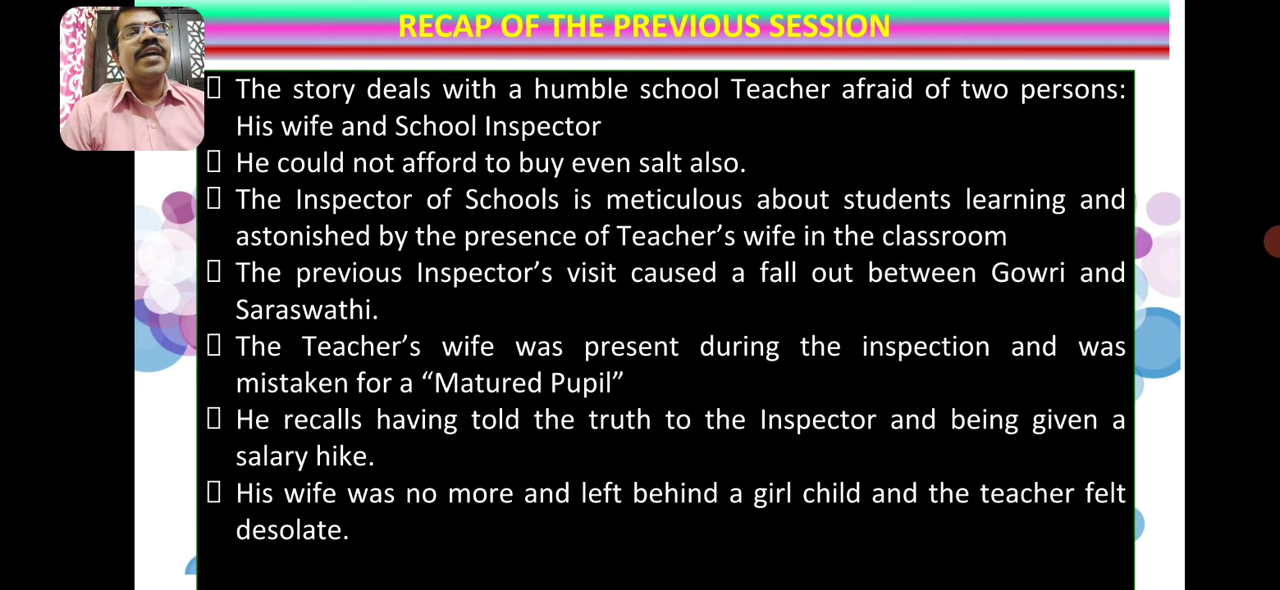 RECAP OF THE PREVIOUS SESSION
The story deals with a humble school Teacher afraid of two persons:
His wife and School Inspector
He could not afford to buy even salt also.
The Inspector of Schools is meticulous about students learning and
astonished by the presence of Teacher’s wife in the classroom
The previous Inspector’s visit caused a fall out between Gowri and
Saraswathi.
The Teacher’s wife was present during the inspection and was
mistaken for a “Matured Pupil”
He recalls having told the truth to the Inspector and being given a
salary hike.
His wife was no more and left behind a girl child and the teacher felt
desolate.